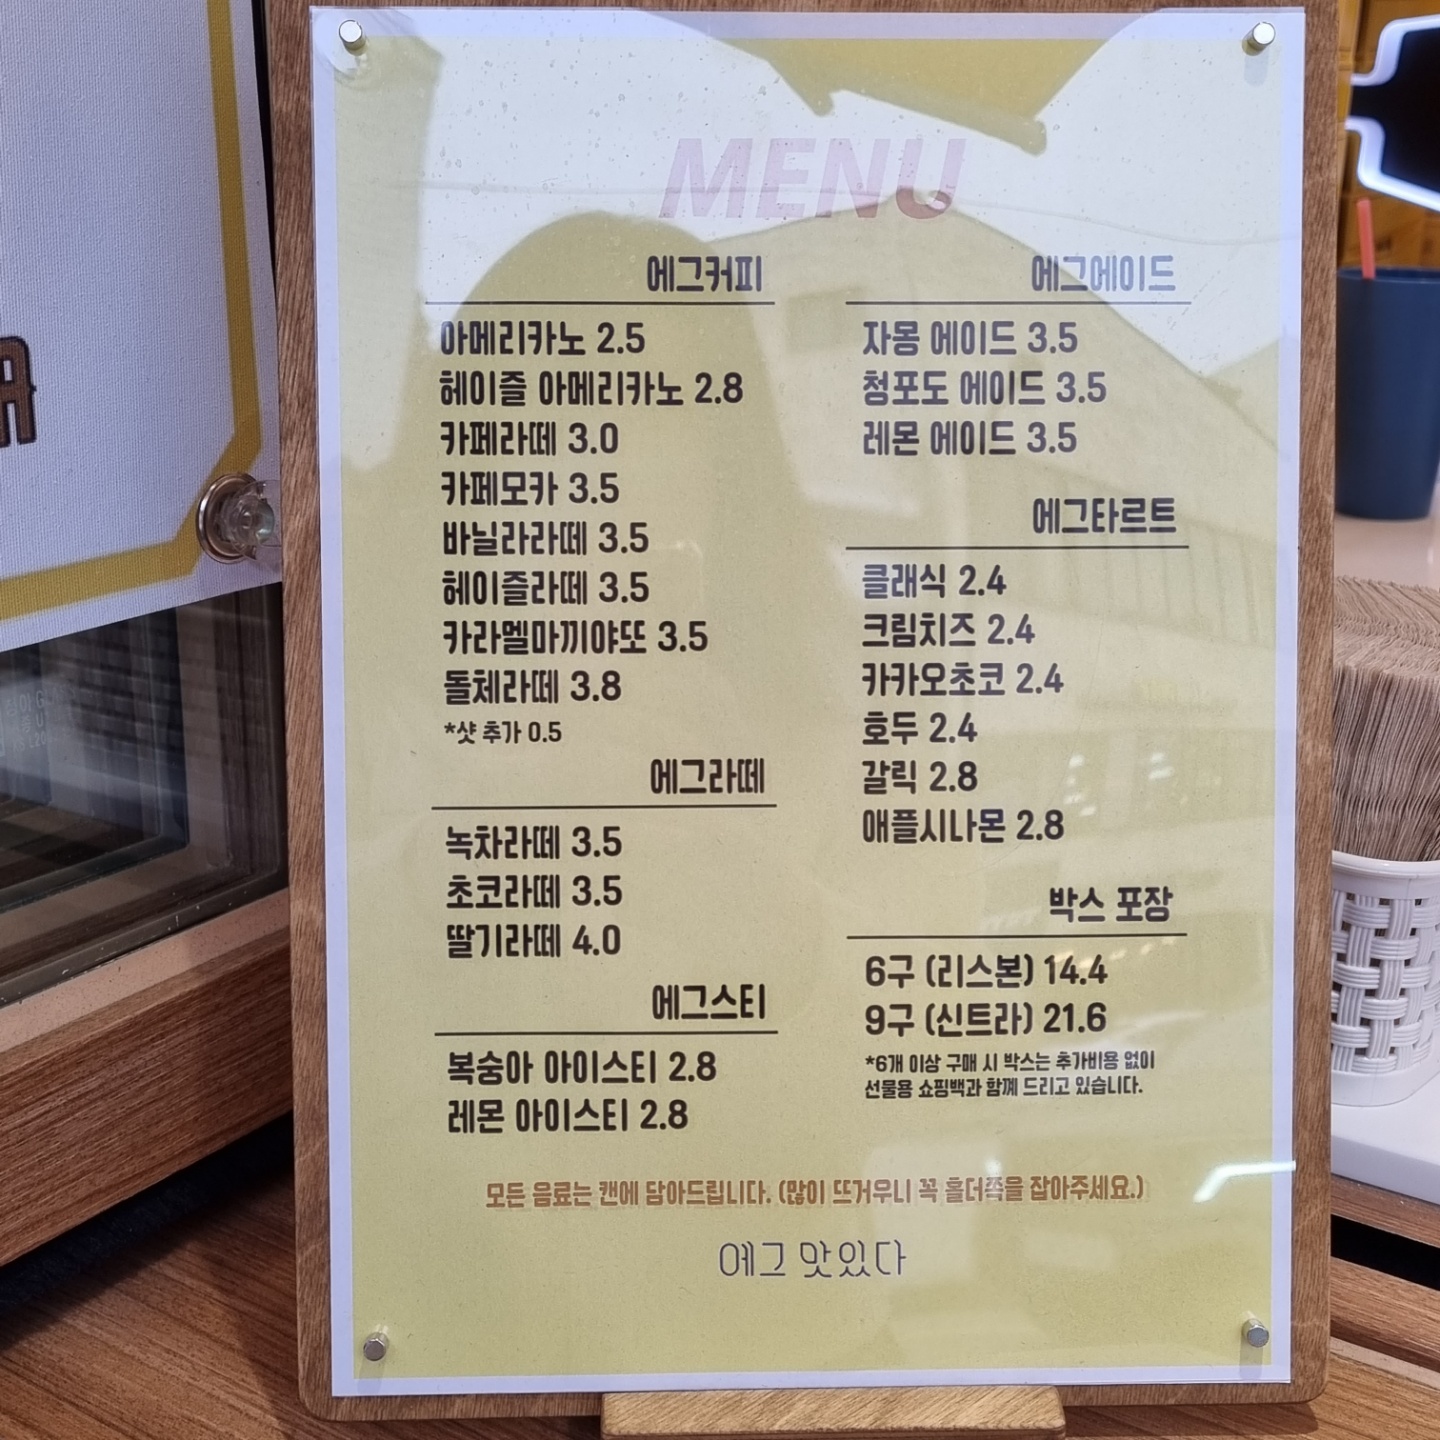 MENU
에그커피
아메리카노 2.5
헤이즐 아메리카노 2.8
카페라떼 3.0
카페모카 3.5
바닐라라떼 3.5
헤이즐라떼 3.5
카라멜마끼야또 3.5
돌체라떼 3.8
*샷 추가 0.5
에그라떼
녹차라떼 3.5
초코라떼 3.5
딸기라떼 4.0
에그스티
복숭아 아이스티 2.8
레몬 아이스티 2.8
에그에이드
자몽 에이드 3.5
청포도 에이드 3.5
레몬 에이드 3.5
에그타르트
클래식 2.4
크림치즈 2.4
카카오초코 2.4
호두 2.4
갈릭 2.8
애플시나몬 2.8
박스 포장
6구 (리스본) 14.4
9구 (신트라) 21.6
*6개 이상 구매 시 박스는 추가비용 없이
선물용 쇼핑백과 함께 드리고 있습니다.
모든 음료는 캔에 담아드립니다. (많이 뜨거우니 꼭 홀더쪽을 잡아주세요.)
에그 맛있다